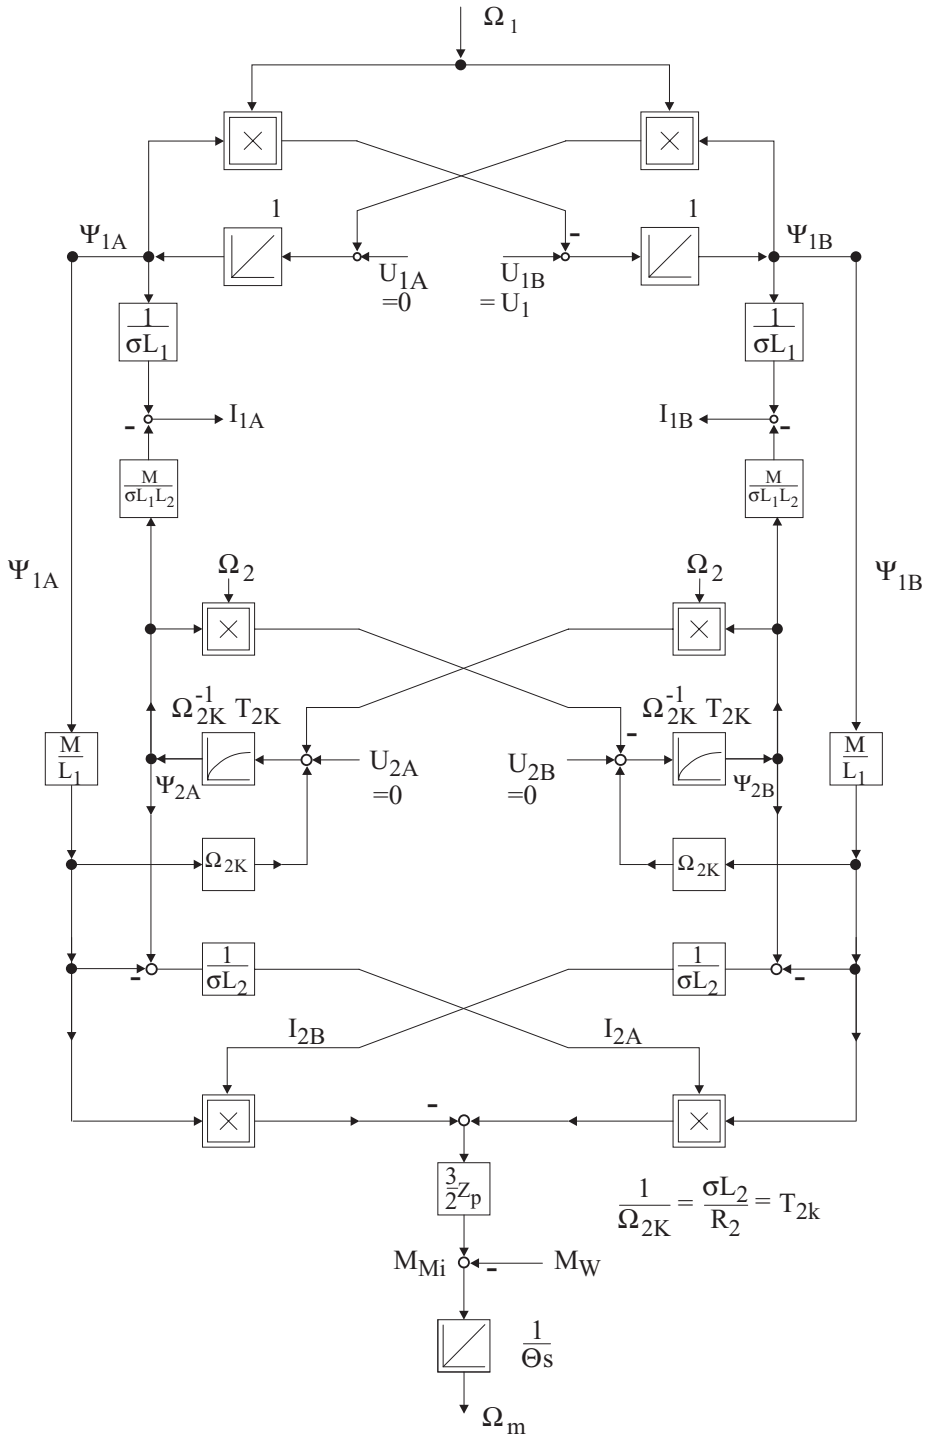 Ω1
× ×
1 1
Ψ1A Ψ1B
-
U1A U1B
=0 = U1
1/σL1 1/σL1
- I1A I1B -
M/σL1L2 M/σL1L2
Ψ1A Ω2 Ω2 Ψ1B
× ×
Ω2K^-1 T2K Ω2K^-1 T2K
-
M/L1 Ψ2A U2A U2B Ψ2B M/L1
=0 =0
Ω2K Ω2K
- 1/σL2 1/σL2 -
I2B I2A
× - ×
3/2 Zp 1/Ω2K = σL2/R2 = T2k
MMi - MW
1/Θs
Ωm